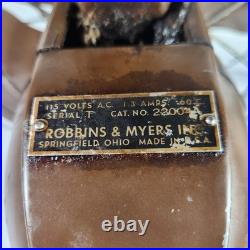 115 VOLTS A.C. 1.3 AMPS. 60
SERIAL T CAT. NO. 2200
ROBBINS & MYERS INC.
SPRINGFIELD, OHIO MADE IN U.S.A